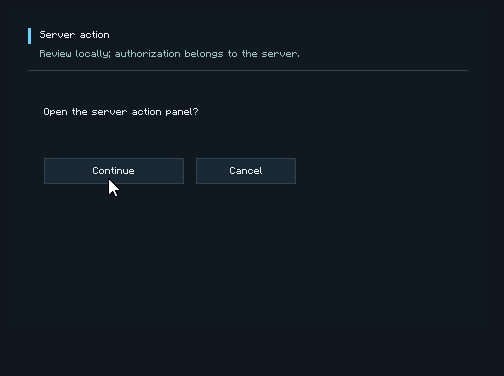 Server action
Review locally; authorization belongs to the server.
Open the server action panel?
Continue
Cancel